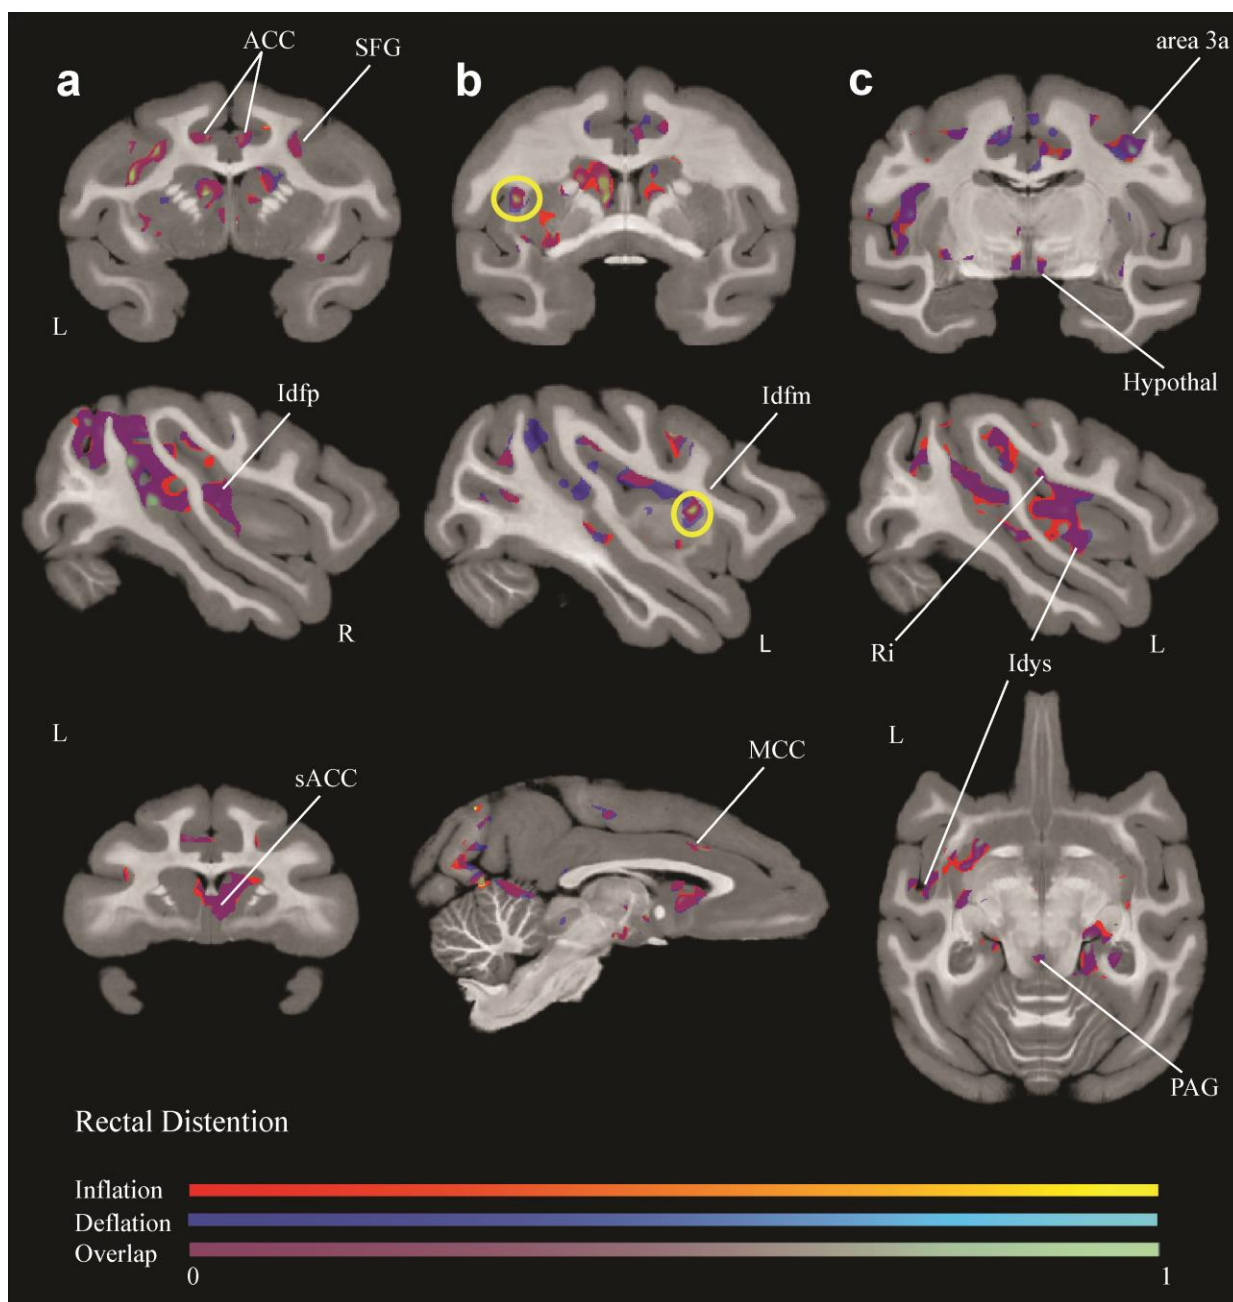 ACC
SFG
area 3a
a
b
c
L
Hypothal
Idfp
Idfm
R
L
Ri
Idys
L
L
sACC
MCC
L
PAG
Rectal Distention
Inflation
Deflation
Overlap
0
1